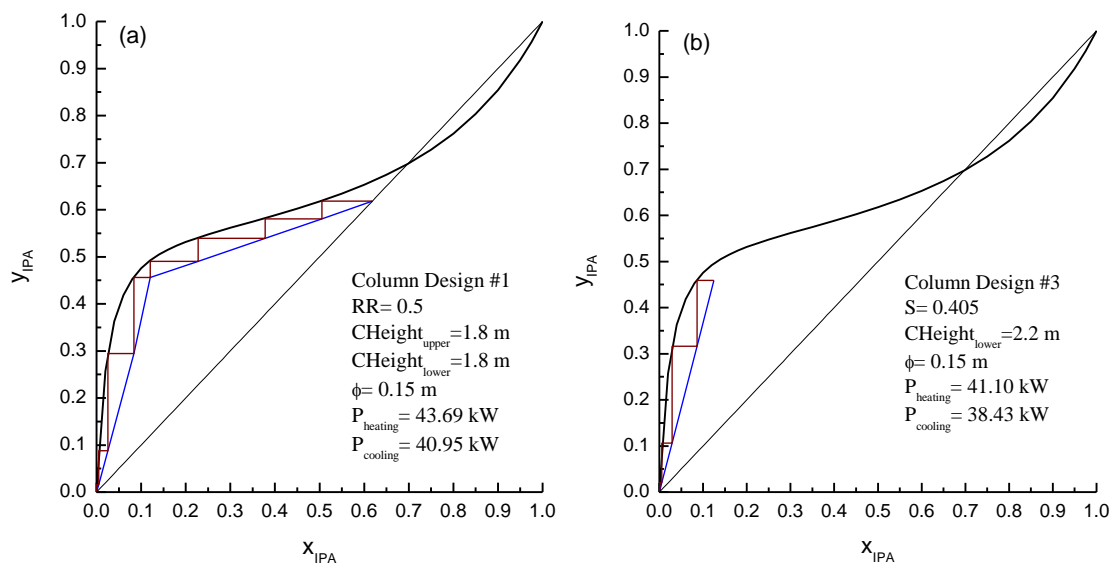 (a)
1.0
0.9
0.8
0.7
0.6
0.5
0.4
0.3
0.2
0.1
0.0
y_IPA
Column Design #1
RR= 0.5
CHeight_upper=1.8 m
CHeight_lower=1.8 m
ϕ= 0.15 m
P_heating= 43.69 kW
P_cooling= 40.95 kW
0.0 0.1 0.2 0.3 0.4 0.5 0.6 0.7 0.8 0.9 1.0
x_IPA
(b)
1.0
0.9
0.8
0.7
0.6
0.5
0.4
0.3
0.2
0.1
0.0
y_IPA
Column Design #3
S= 0.405
CHeight_lower=2.2 m
ϕ= 0.15 m
P_heating= 41.10 kW
P_cooling= 38.43 kW
0.0 0.1 0.2 0.3 0.4 0.5 0.6 0.7 0.8 0.9 1.0
x_IPA